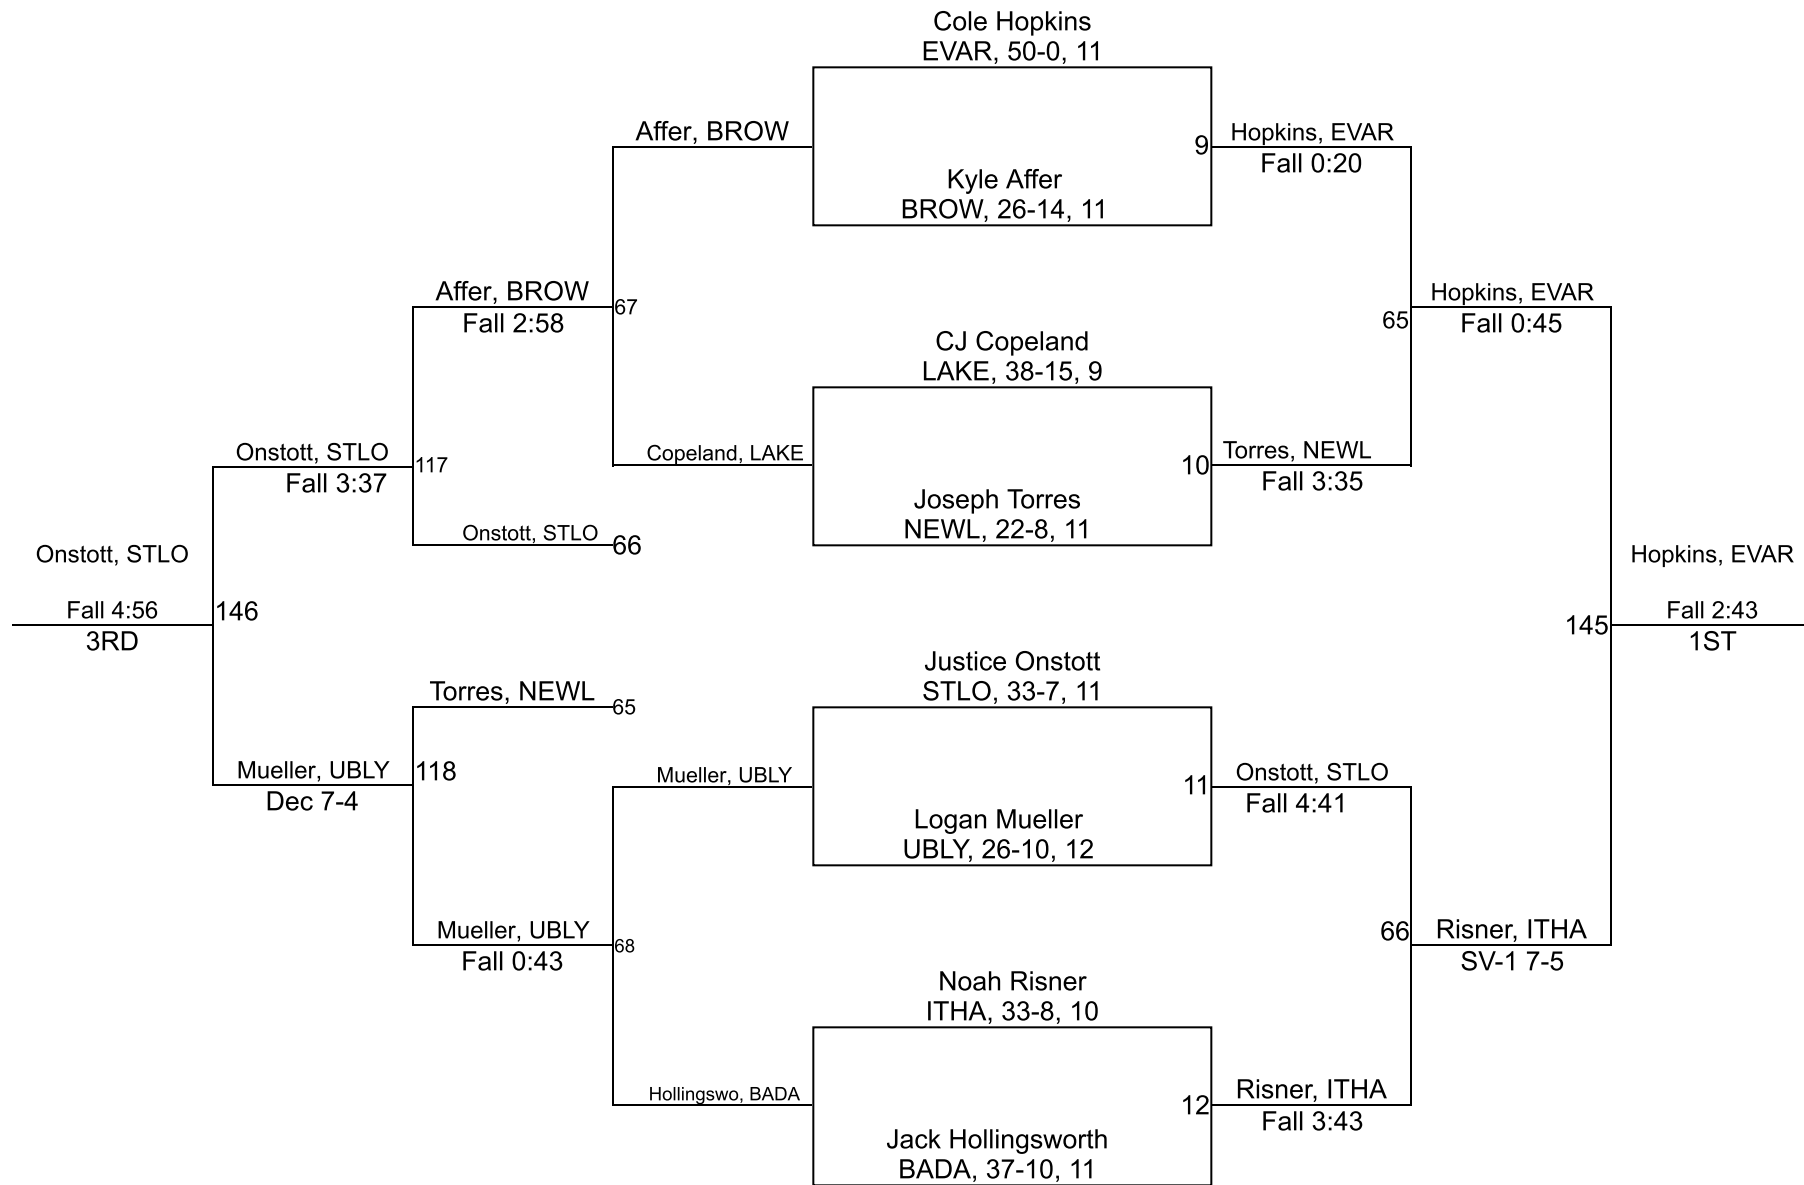 Cole Hopkins
EVAR, 50-0, 11
Affer, BROW
9
Hopkins, EVAR
Fall 0:20
Kyle Affer
BROW, 26-14, 11
Affer, BROW
Fall 2:58
67
Hopkins, EVAR
Fall 0:45
65
CJ Copeland
LAKE, 38-15, 9
Onstott, STLO
Fall 3:37
117
Copeland, LAKE
10
Torres, NEWL
Fall 3:35
Joseph Torres
NEWL, 22-8, 11
Onstott, STLO
66
Onstott, STLO
Fall 4:56
3RD
146
Hopkins, EVAR
145
Fall 2:43
1ST
Justice Onstott
STLO, 33-7, 11
Torres, NEWL
65
Mueller, UBLY
Dec 7-4
118
Mueller, UBLY
11
Onstott, STLO
Fall 4:41
Logan Mueller
UBLY, 26-10, 12
Mueller, UBLY
Fall 0:43
68
66
Risner, ITHA
SV-1 7-5
Noah Risner
ITHA, 33-8, 10
Hollingswo, BADA
12
Risner, ITHA
Fall 3:43
Jack Hollingsworth
BADA, 37-10, 11